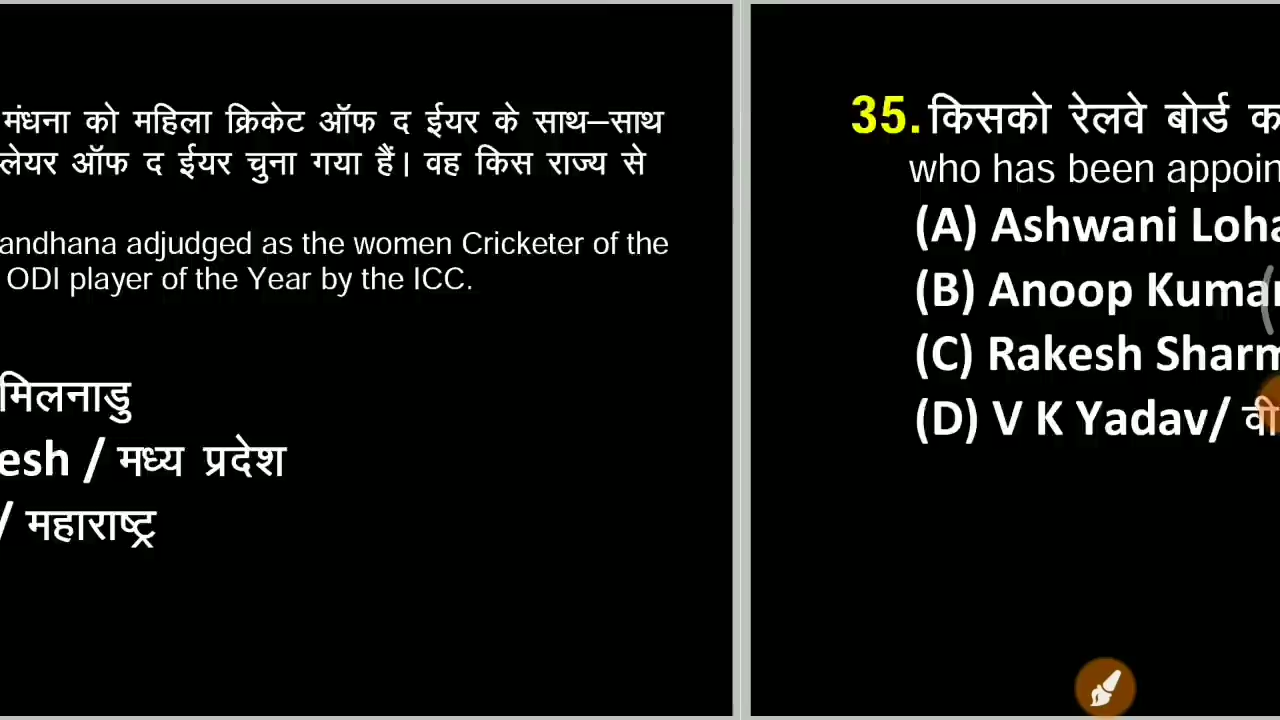 मंधना को महिला क्रिकेट ऑफ द ईयर के साथ–साथ
लेयर ऑफ द ईयर चुना गया हैं। वह किस राज्य से
andhana adjudged as the women Cricketer of the
ODI player of the Year by the ICC.
मिलनाडु
esh / मध्य प्रदेश
/ महाराष्ट्र
35. किसको रेलवे बोर्ड क
who has been appoin
(A) Ashwani Loha
(B) Anoop Kumar
(C) Rakesh Sharm
(D) V K Yadav/ वी